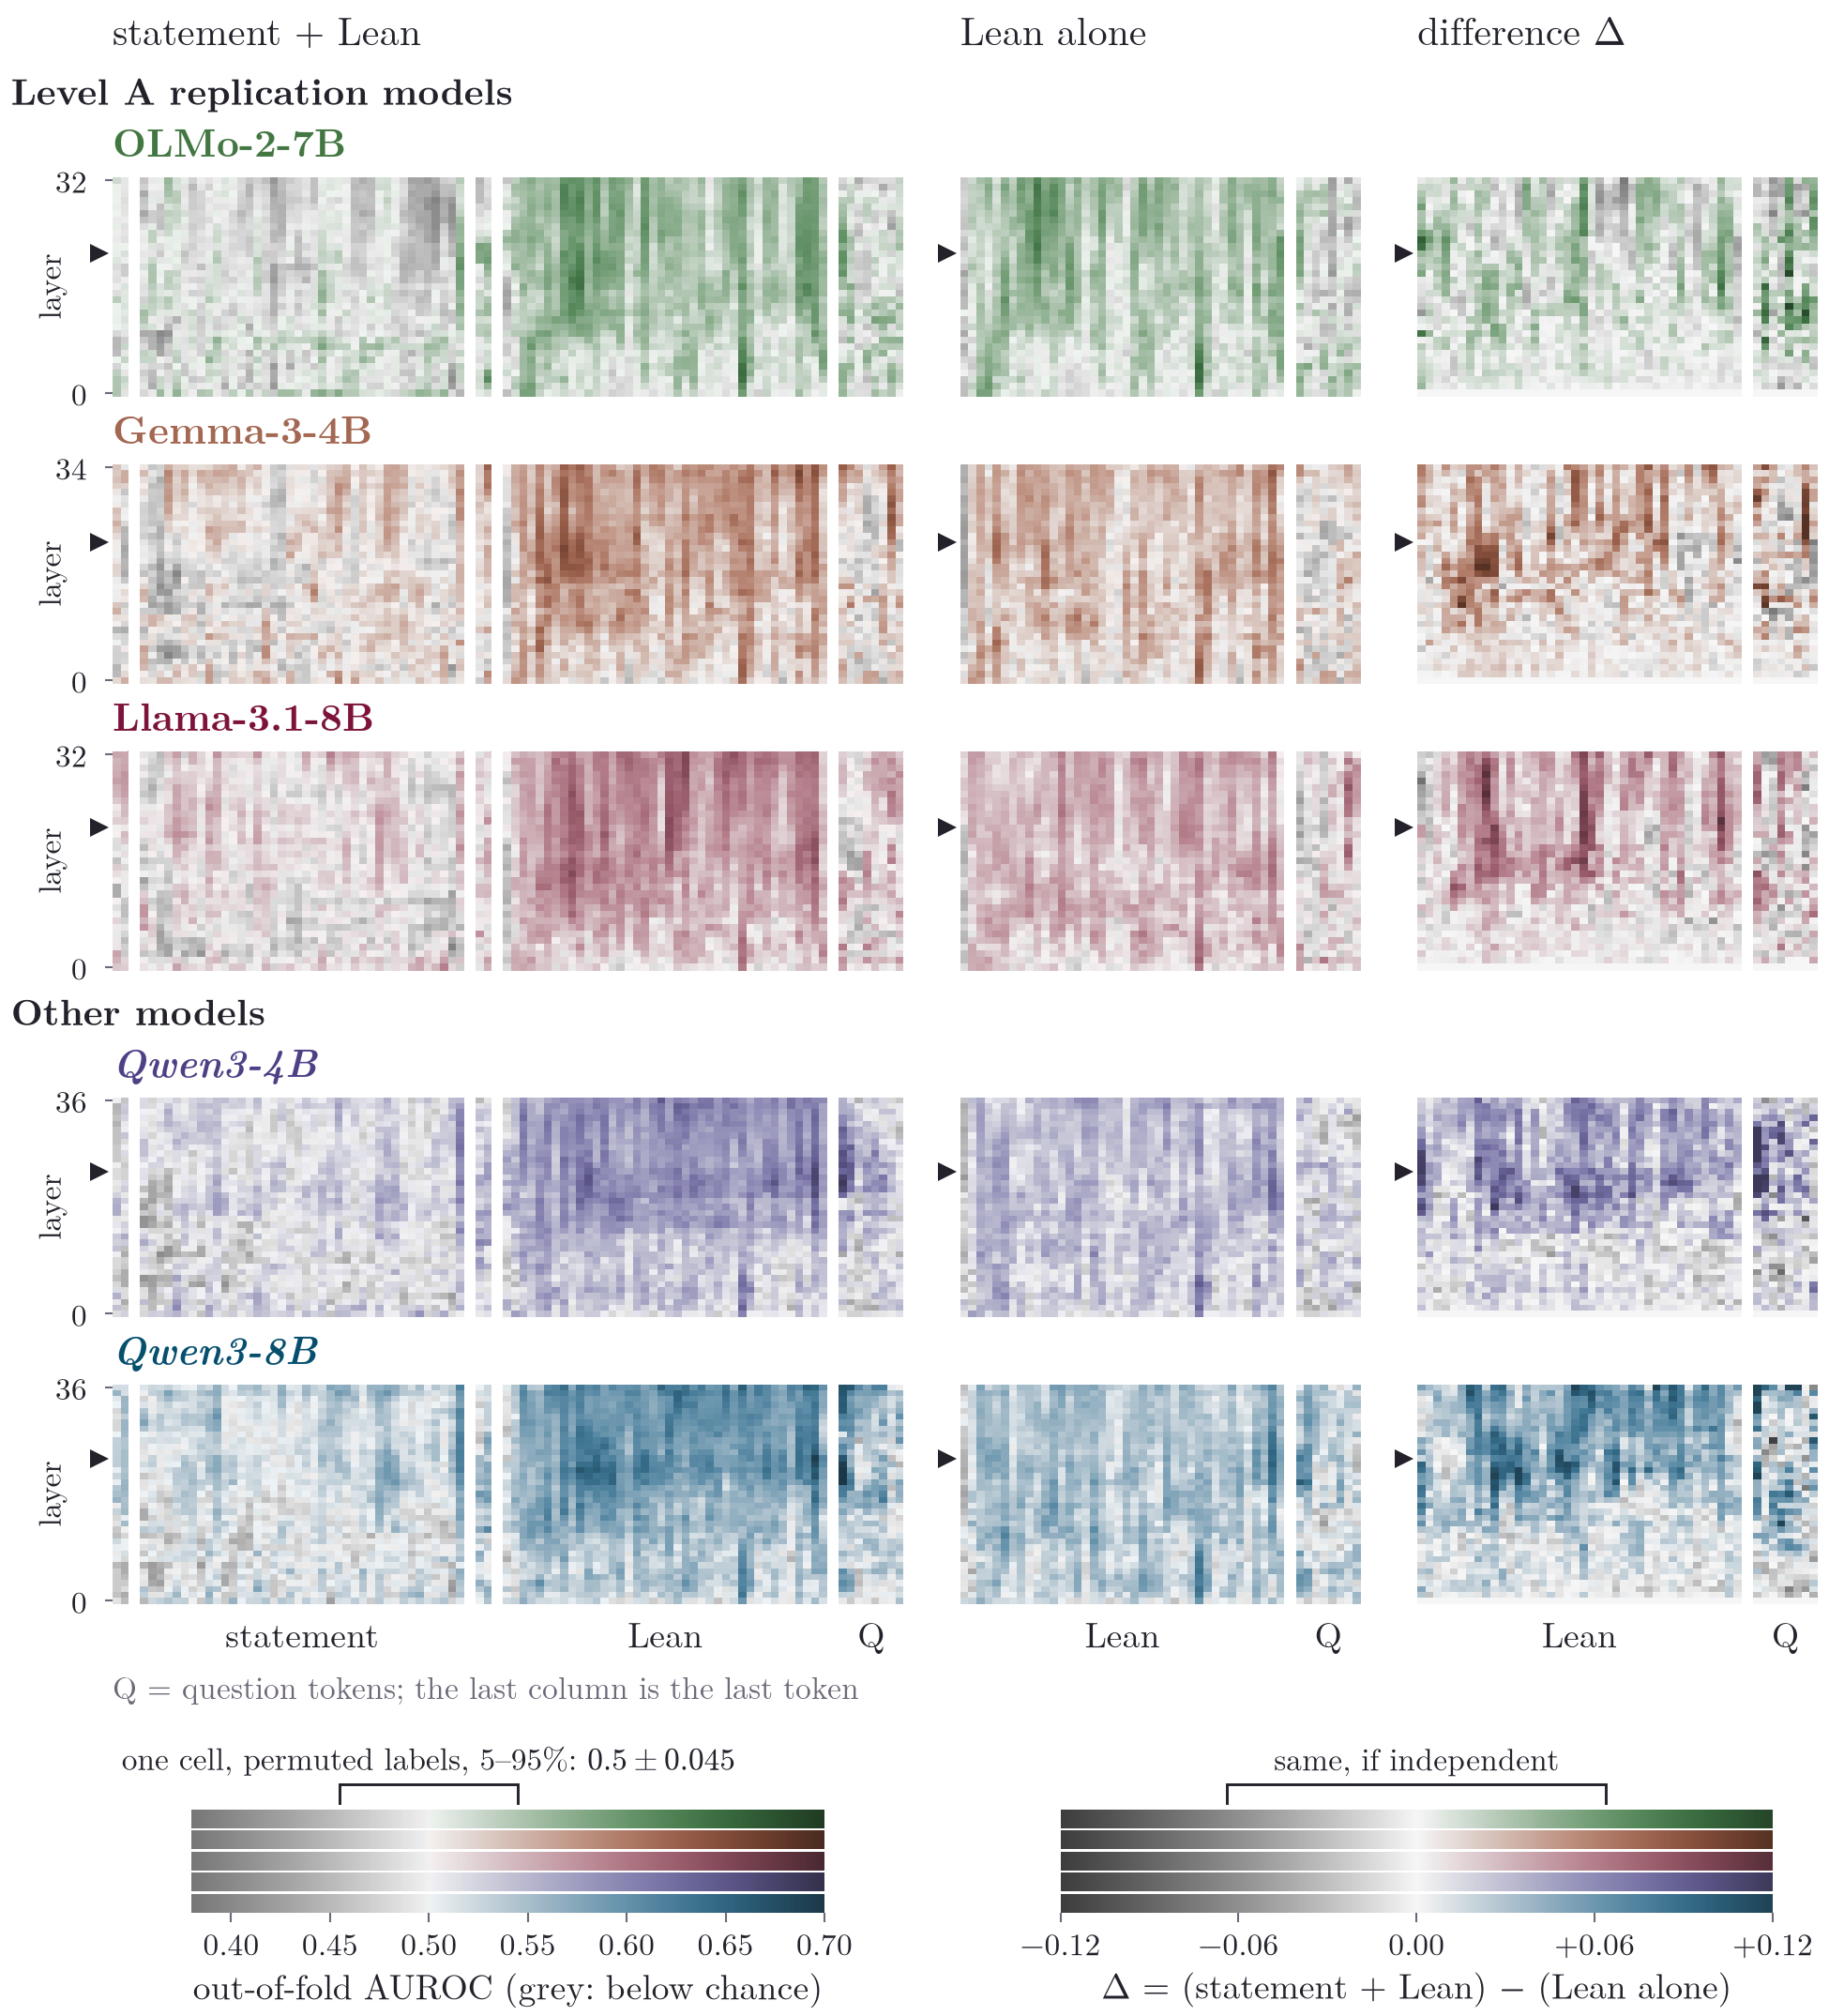 statement + Lean
Lean alone
difference Δ
Level A replication models
OLMo-2-7B
32
layer
0
Gemma-3-4B
34
layer
0
Llama-3.1-8B
32
layer
0
Other models
Qwen3-4B
36
layer
0
Qwen3-8B
36
layer
0
statement
Lean
Q
Lean
Q
Lean
Q
Q = question tokens; the last column is the last token
one cell, permuted labels, 5–95%: 0.5 ± 0.045
same, if independent
0.40 0.45 0.50 0.55 0.60 0.65 0.70
−0.12 −0.06 0.00 +0.06 +0.12
out-of-fold AUROC (grey: below chance)
Δ = (statement + Lean) − (Lean alone)